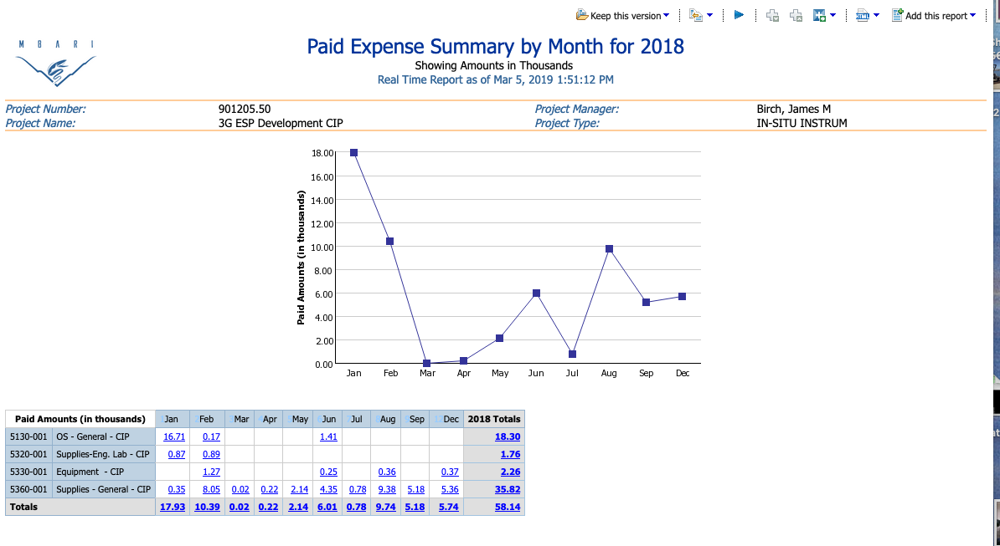 Keep this version
HTML
Add this report
MBARI
Paid Expense Summary by Month for 2018
Showing Amounts in Thousands
Real Time Report as of Mar 5, 2019 1:51:12 PM
Project Number: 901205.50 Project Manager: Birch, James M
Project Name: 3G ESP Development CIP Project Type: IN-SITU INSTRUM
Paid Amounts (in thousands)
18.00
16.00
14.00
12.00
10.00
8.00
6.00
4.00
2.00
0.00
Jan Feb Mar Apr May Jun Jul Aug Sep Dec
Paid Amounts (in thousands) Jan Feb Mar Apr May Jun Jul Aug Sep Dec 2018 Totals
5130-001 OS - General - CIP 16.71 0.17 1.41 18.30
5320-001 Supplies-Eng. Lab - CIP 0.87 0.89 1.76
5330-001 Equipment - CIP 1.27 0.25 0.36 0.37 2.26
5360-001 Supplies - General - CIP 0.35 8.05 0.02 0.22 2.14 4.35 0.78 9.38 5.18 5.36 35.82
Totals 17.93 10.39 0.02 0.22 2.14 6.01 0.78 9.74 5.18 5.74 58.14